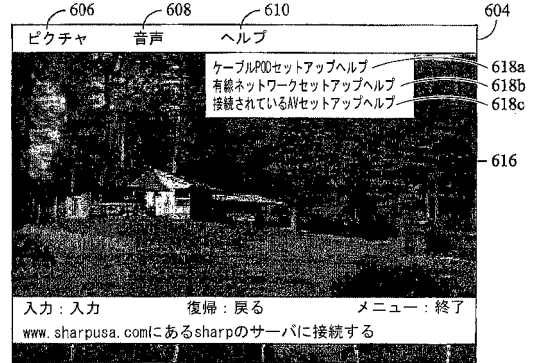 606 608 610 604
ピクチャ 音声 ヘルプ
ケーブルPODセットアップヘルプ 618a
有線ネットワークセットアップヘルプ 618b
接続されているAVセットアップヘルプ 618c
616
入力：入力 復帰：戻る メニュー：終了
www.sharpusa.comにあるsharpのサーバに接続する